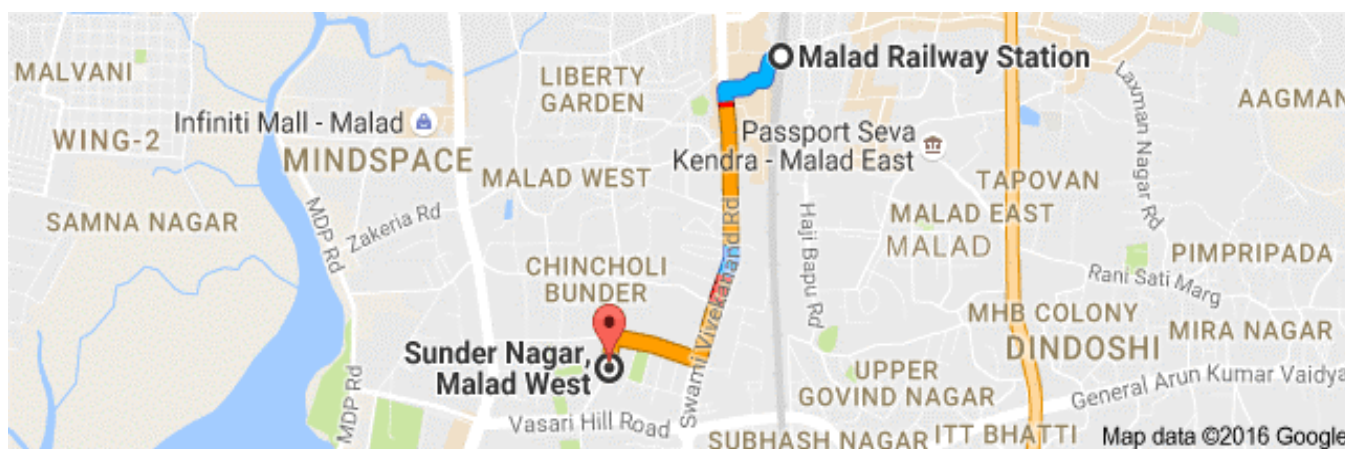 Malad Railway Station
MALVANI
LIBERTY
GARDEN
Laxman Nagar Rd
AAGMAN
Infiniti Mall - Malad
WING-2
MINDSPACE
Passport Seva
Kendra - Malad East
MALAD WEST
TAPOVAN
SAMNA NAGAR
MDP Rd
Zakeria Rd
Swami Vivekanand Rd
Haji Bapu Rd
MALAD EAST
MALAD
PIMPRIPADA
Rani Sati Marg
CHINCHOLI
BUNDER
MHB COLONY
MIRA NAGAR
DINDOSHI
Sunder Nagar,
Malad West
UPPER
GOVIND NAGAR
General Arun Kumar Vaidya
MDP Rd
Vasari Hill Road
SUBHASH NAGAR
ITT BHATTI
Map data ©2016 Google